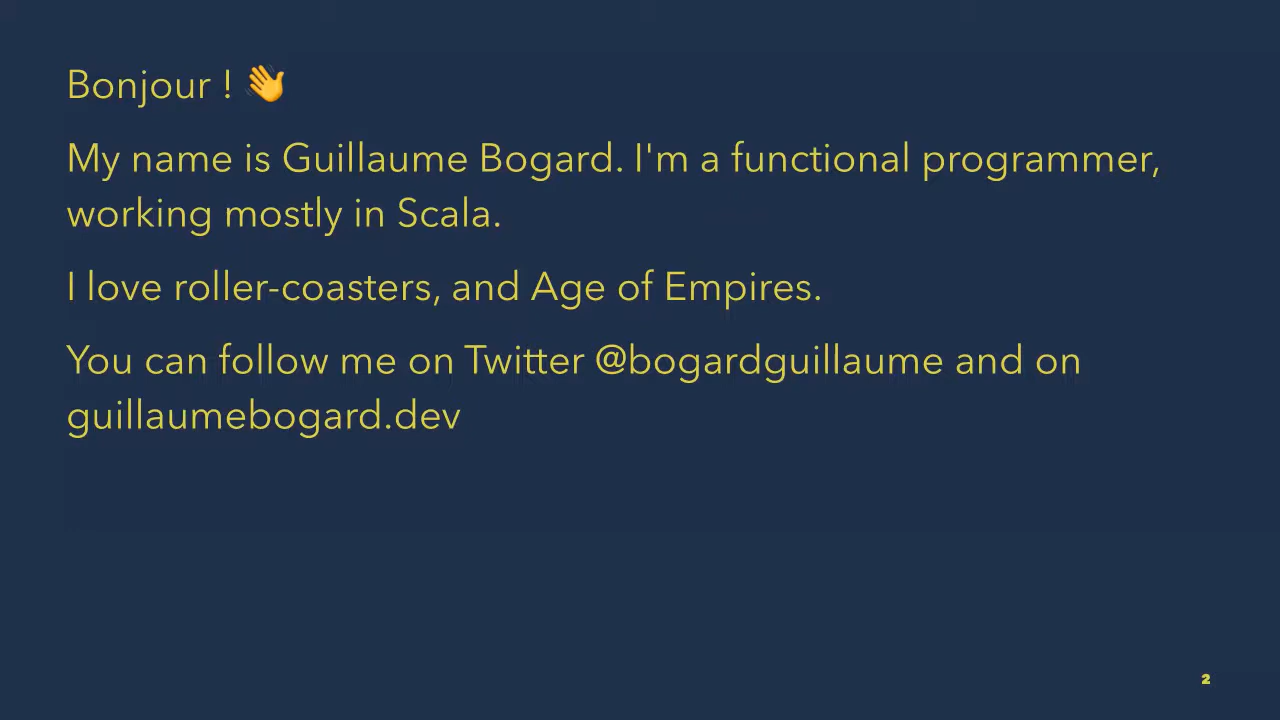 Bonjour ! 👋
My name is Guillaume Bogard. I'm a functional programmer,
working mostly in Scala.
I love roller-coasters, and Age of Empires.
You can follow me on Twitter @bogardguillaume and on
guillaumebogard.dev
2